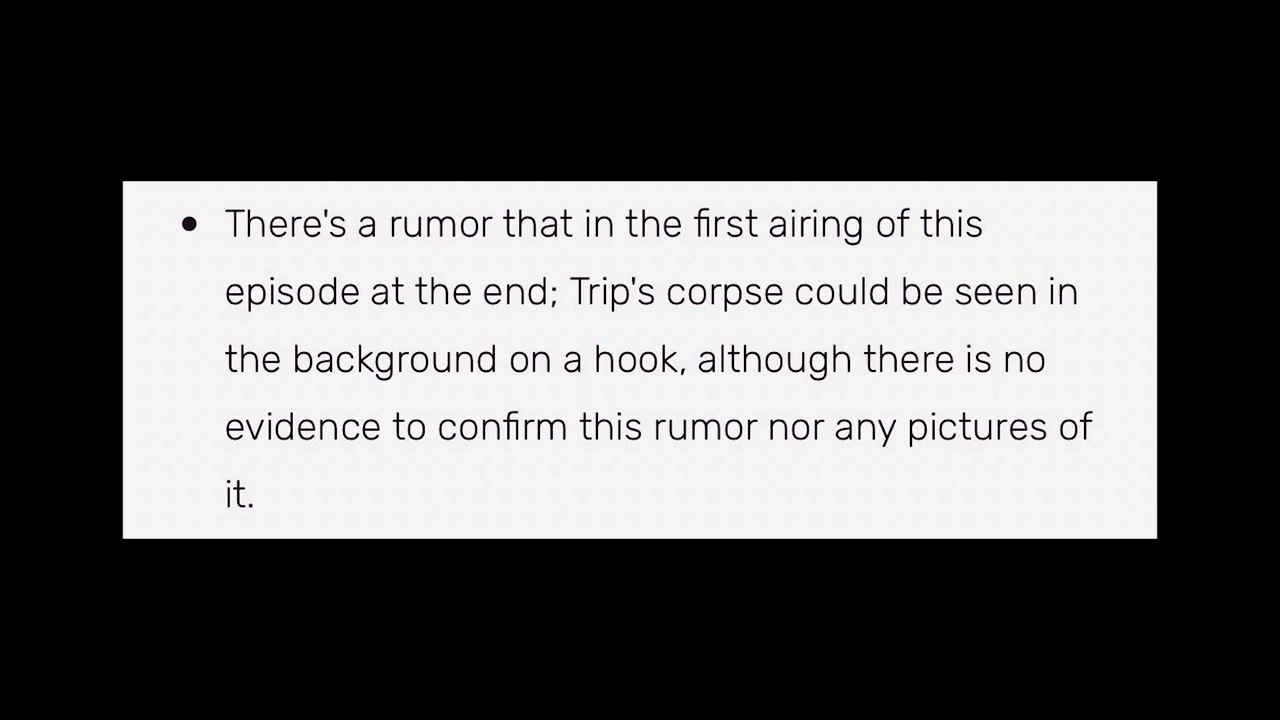 • There's a rumor that in the first airing of this
episode at the end; Trip's corpse could be seen in
the background on a hook, although there is no
evidence to confirm this rumor nor any pictures of
it.